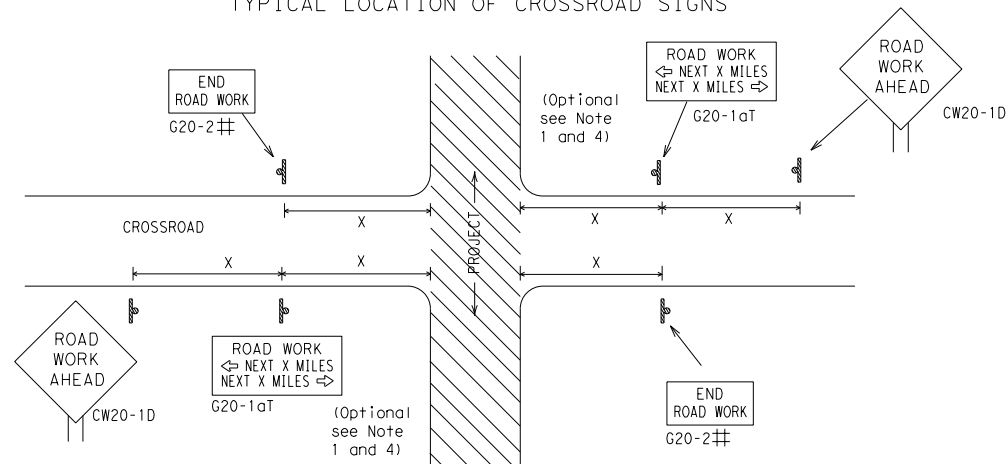 TYPICAL LOCATION OF CROSSROAD SIGNS
END
ROAD WORK
G20-2#
(Optional
see Note
1 and 4)
ROAD WORK
⇦ NEXT X MILES
NEXT X MILES ⇨
G20-1aT
ROAD
WORK
AHEAD
CW20-1D
X
X
X
CROSSROAD
PROJECT
X
X
X
ROAD
WORK
AHEAD
CW20-1D
ROAD WORK
⇦ NEXT X MILES
NEXT X MILES ⇨
G20-1aT
(Optional
see Note
1 and 4)
END
ROAD WORK
G20-2#